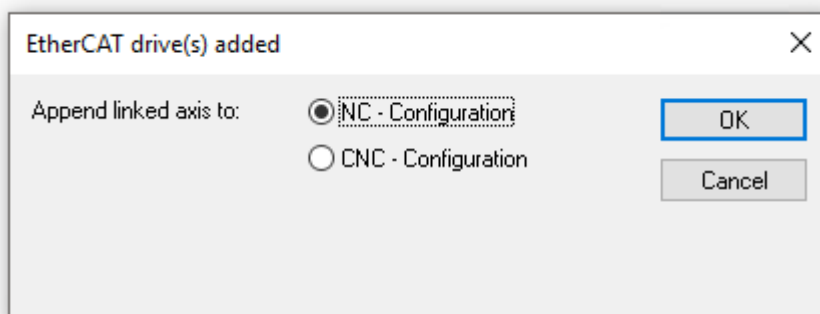 EtherCAT drive(s) added
Append linked axis to:
NC - Configuration
OK
CNC - Configuration
Cancel